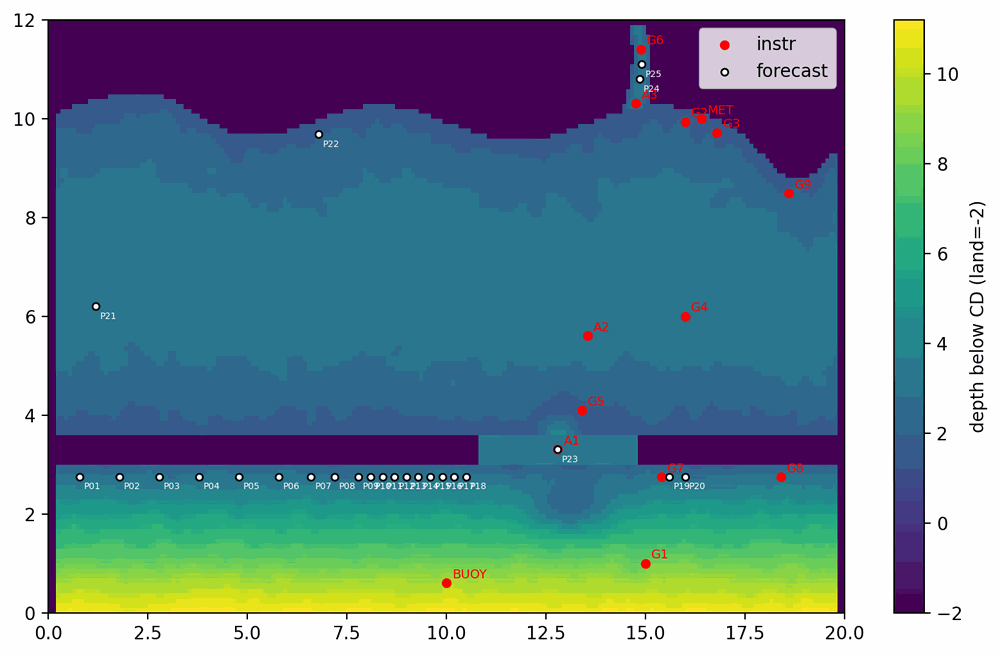 12
10
8
6
4
2
0
0.0
2.5
5.0
7.5
10.0
12.5
15.0
17.5
20.0
instr
forecast
G6
P25
P24
A3
G2
MET
G3
P22
G9
P21
G4
A2
G5
A1
P23
P01
P02
P03
P04
P05
P06
P07
P08
P09
P10
P11
P12
P13
P14
P15
P16
P17
P18
G7
P19
P20
G8
BUOY
G1
10
8
6
4
2
0
−2
depth below CD (land=-2)